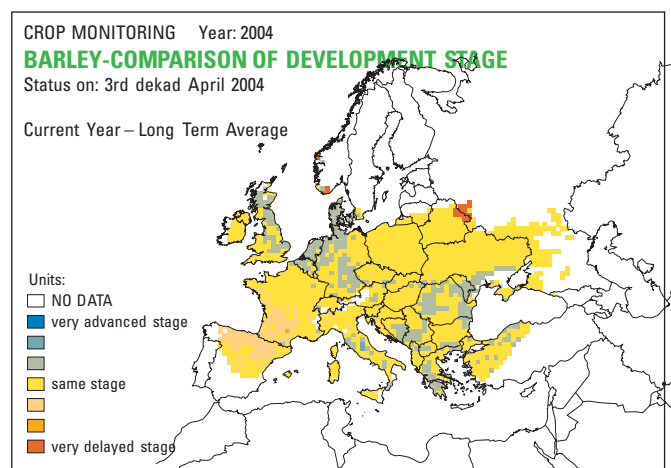 CROP MONITORING Year: 2004
BARLEY-COMPARISON OF DEVELOPMENT STAGE
Status on: 3rd dekad April 2004
Current Year – Long Term Average
Units:
NO DATA
very advanced stage
same stage
very delayed stage